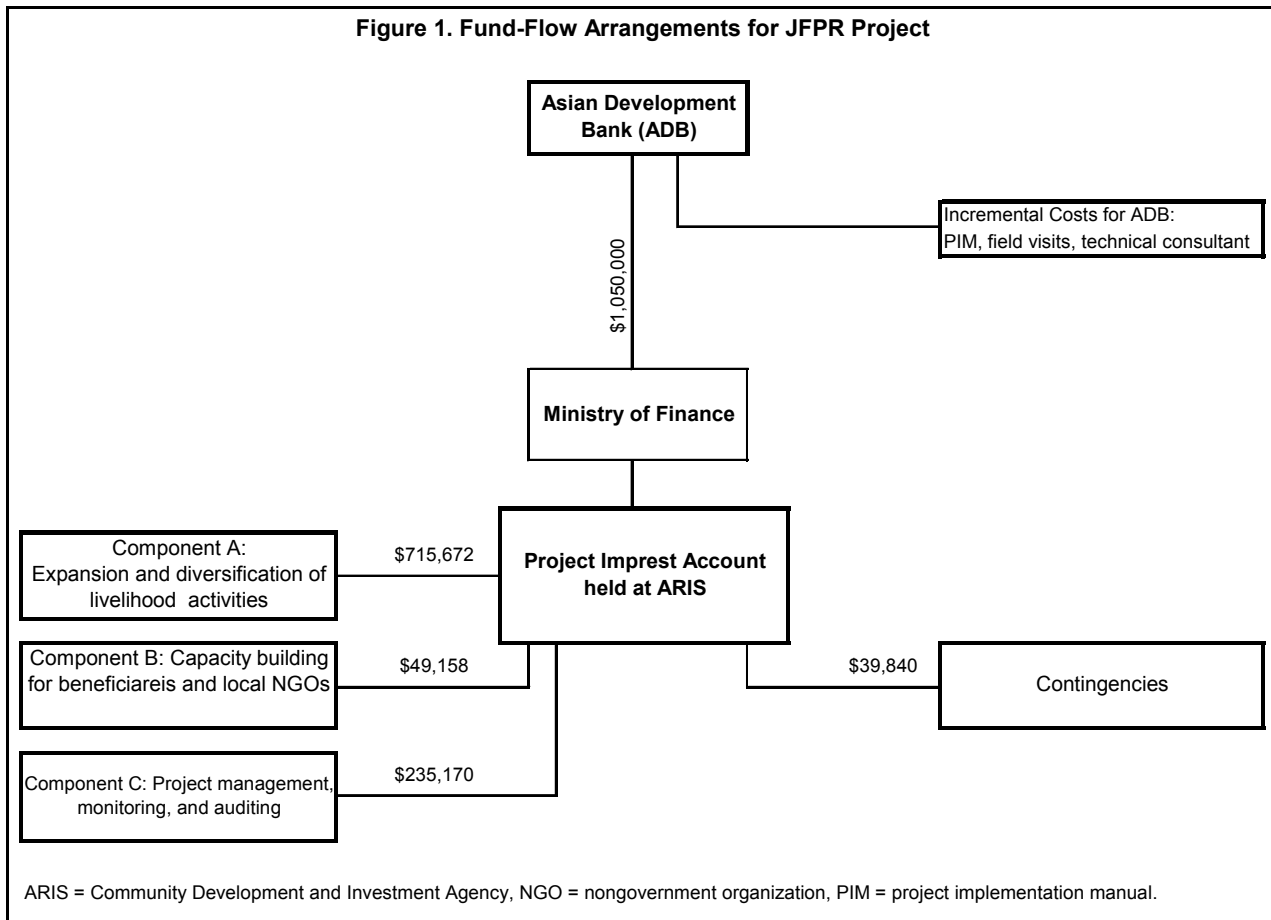 Figure 1. Fund-Flow Arrangements for JFPR Project
Asian Development
Bank (ADB)
Incremental Costs for ADB:
PIM, field visits, technical consultant
$1,050,000
Ministry of Finance
Project Imprest Account
held at ARIS
Component A:
Expansion and diversification of
livelihood activities
$715,672
Component B: Capacity building
for beneficiareis and local NGOs
$49,158
$39,840
Contingencies
Component C: Project management,
monitoring, and auditing
$235,170
ARIS = Community Development and Investment Agency, NGO = nongovernment organization, PIM = project implementation manual.